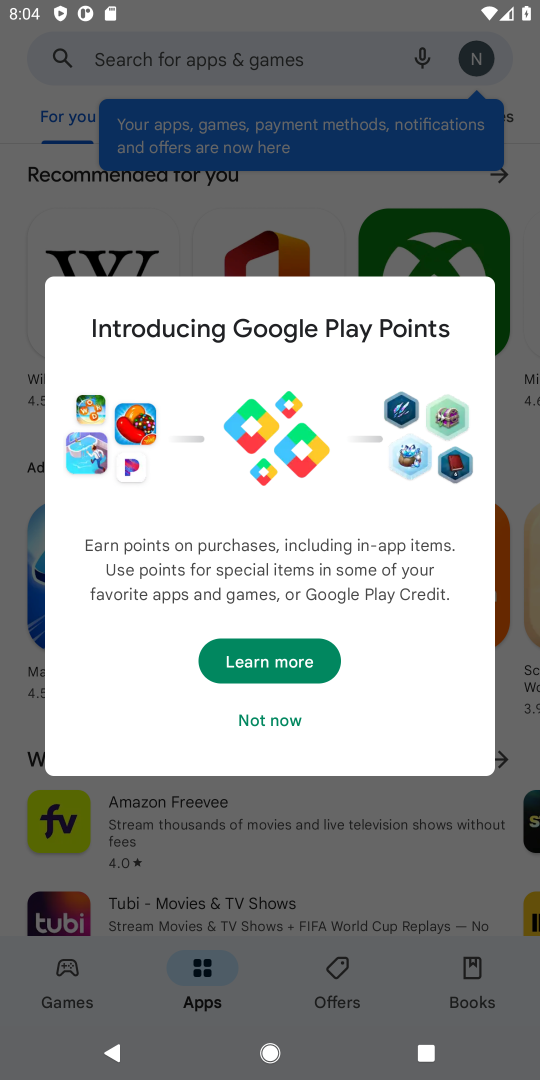 8:04
Search for apps & games
N
For you
es
Your apps, games, payment methods, notifications
and offers are now here
Recommended for you
W
Introducing Google Play Points
Wi
Mi
4.5
Ad
Earn points on purchases, including in-app items.
Use points for special items in some of your
favorite apps and games, or Google Play Credit.
Learn more
Ma
Sc
Wo
4.5
3.9
Not now
W
fv
Amazon Freevee
Stream thousands of movies and live television shows without
fees
4.0★
tubi
Tubi - Movies & TV Shows
Stream Movies & TV Shows + FIFA World Cup Replays — No
Games
Apps
Offers
Books